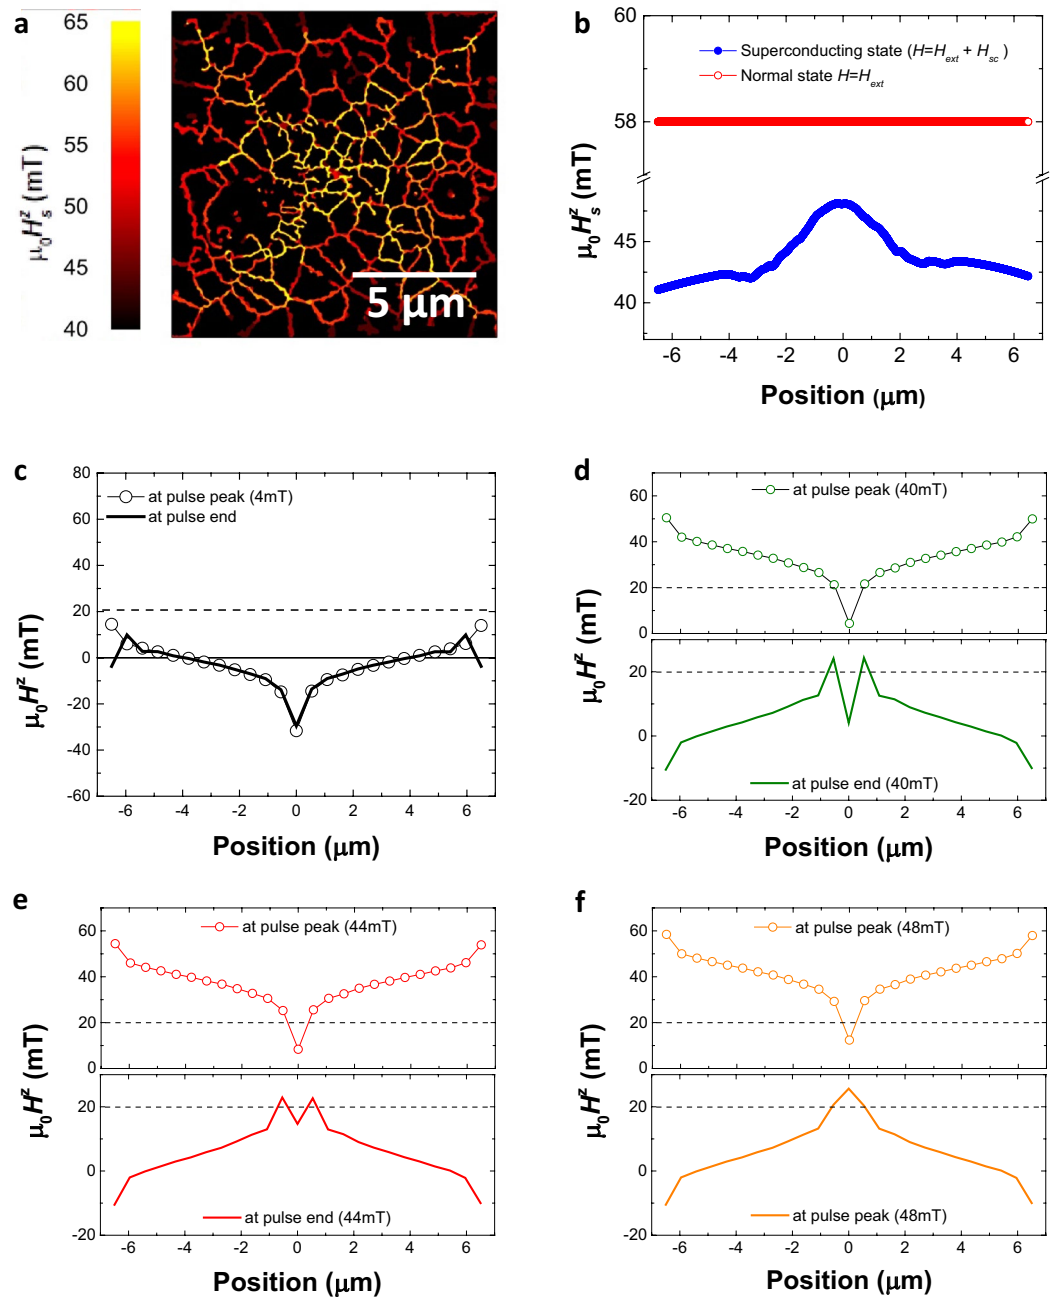 a
65
60
55
50
45
40
μ₀Hₛᶻ (mT)
5 μm
b
60
58
45
40
μ₀Hₛᶻ (mT)
Superconducting state (H=Hext + Hsc)
Normal state H=Hext
-6 -4 -2 0 2 4 6
Position (μm)
c
80
60
40
20
0
-20
-40
-60
μ₀Hᶻ (mT)
at pulse peak (4mT)
at pulse end
-6 -4 -2 0 2 4 6
Position (μm)
d
60
40
20
0
at pulse peak (40mT)
μ₀Hᶻ (mT)
20
0
-20
at pulse end (40mT)
-6 -4 -2 0 2 4 6
Position (μm)
e
60
40
20
0
at pulse peak (44mT)
μ₀Hᶻ (mT)
20
0
-20
at pulse end (44mT)
-6 -4 -2 0 2 4 6
Position (μm)
f
60
40
20
0
at pulse peak (48mT)
μ₀Hᶻ (mT)
20
0
-20
at pulse peak (48mT)
-6 -4 -2 0 2 4 6
Position (μm)